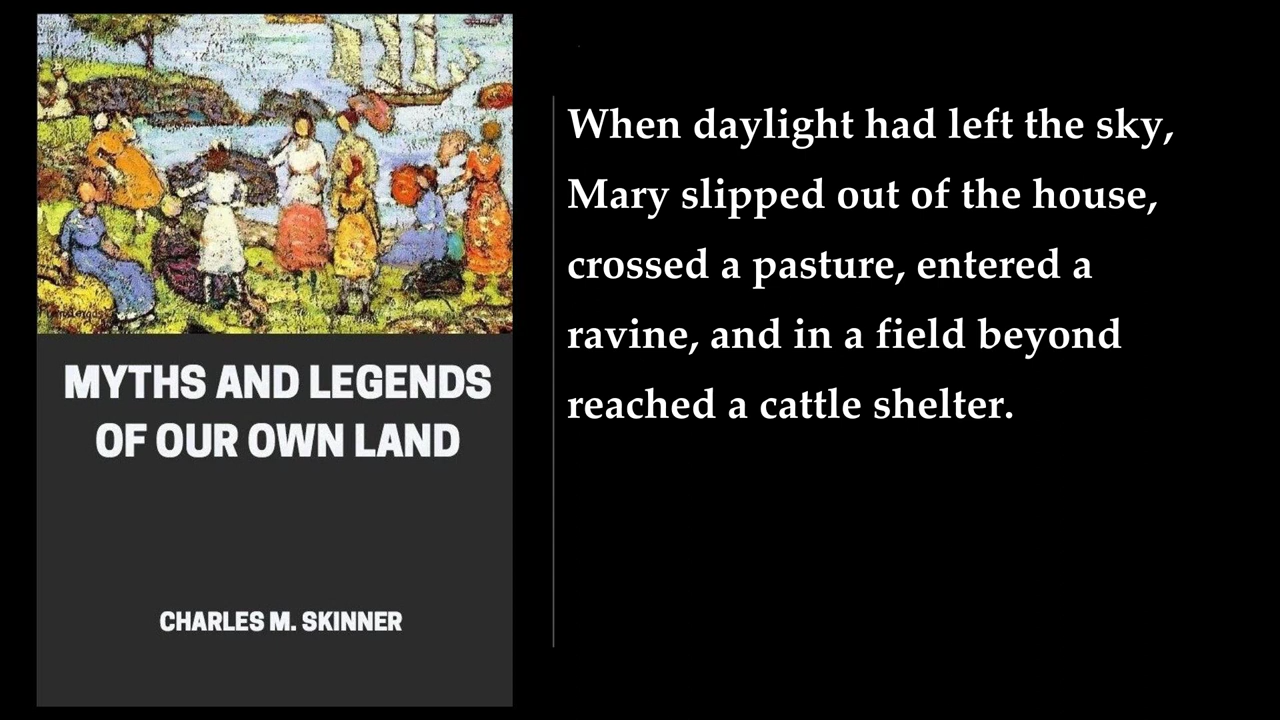 MYTHS AND LEGENDS
OF OUR OWN LAND
CHARLES M. SKINNER
When daylight had left the sky,
Mary slipped out of the house,
crossed a pasture, entered a
ravine, and in a field beyond
reached a cattle shelter.